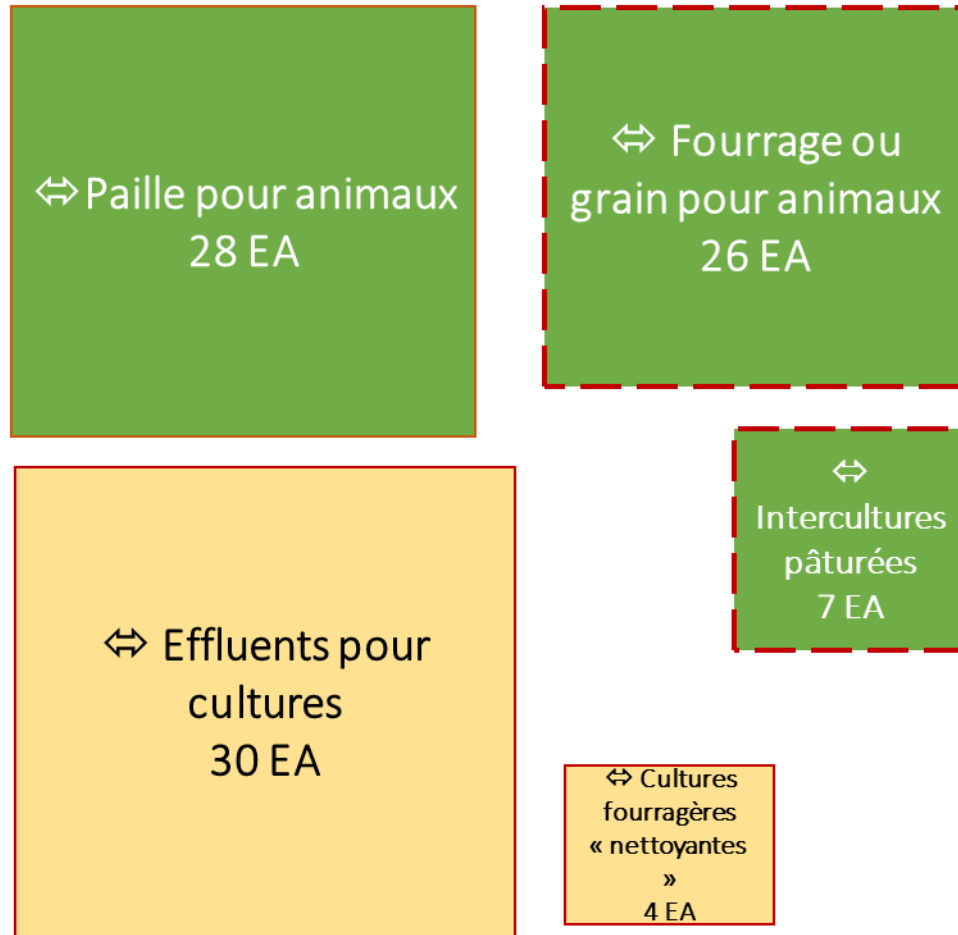 ⇔ Paille pour animaux
28 EA
⇔ Fourrage ou
grain pour animaux
26 EA
⇔
Intercultures
pâturées
7 EA
⇔ Effluents pour
cultures
30 EA
⇔ Cultures
fourragères
« nettoyantes
»
4 EA